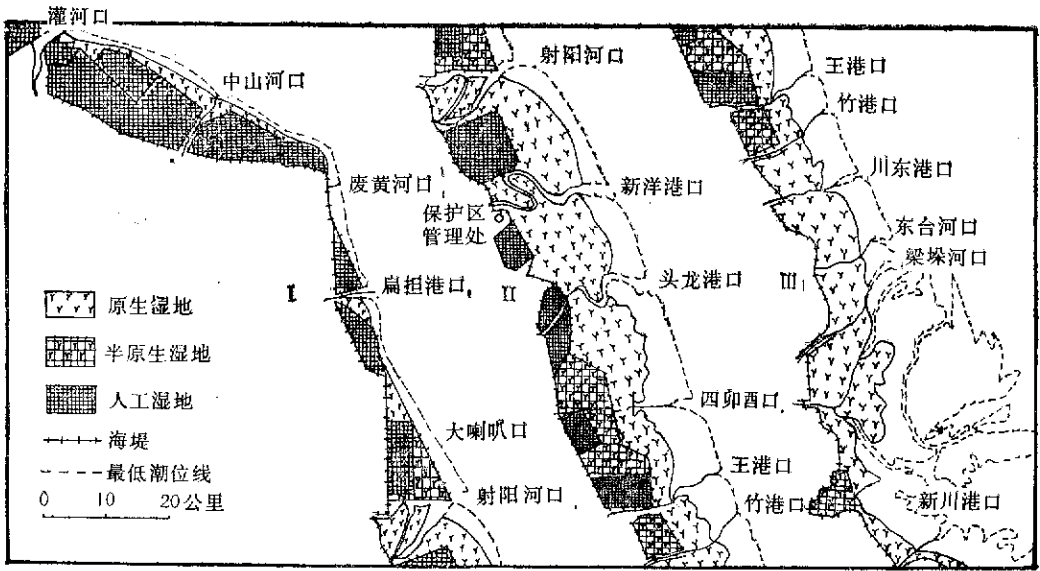 灌河口
中山河口
废黄河口
扁担港口
大喇叭口
射阳河口
I
原生湿地
半原生湿地
人工湿地
海堤
最低潮位线
0 10 20公里
射阳河口
新洋港口
保护区
管理处
头龙港口
II
四卯酉口
王港口
竹港口
王港口
竹港口
川东港口
东台河口
梁垛河口
III
新川港口